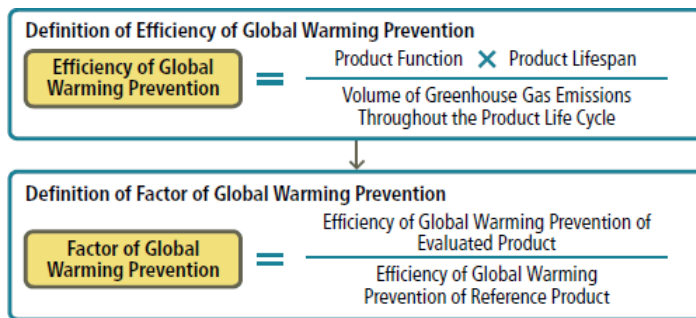 Definition of Efficiency of Global Warming Prevention
Efficiency of Global
Warming Prevention
=
Product Function × Product Lifespan
Volume of Greenhouse Gas Emissions
Throughout the Product Life Cycle
Definition of Factor of Global Warming Prevention
Factor of Global
Warming Prevention
=
Efficiency of Global Warming Prevention of
Evaluated Product
Efficiency of Global Warming
Prevention of Reference Product